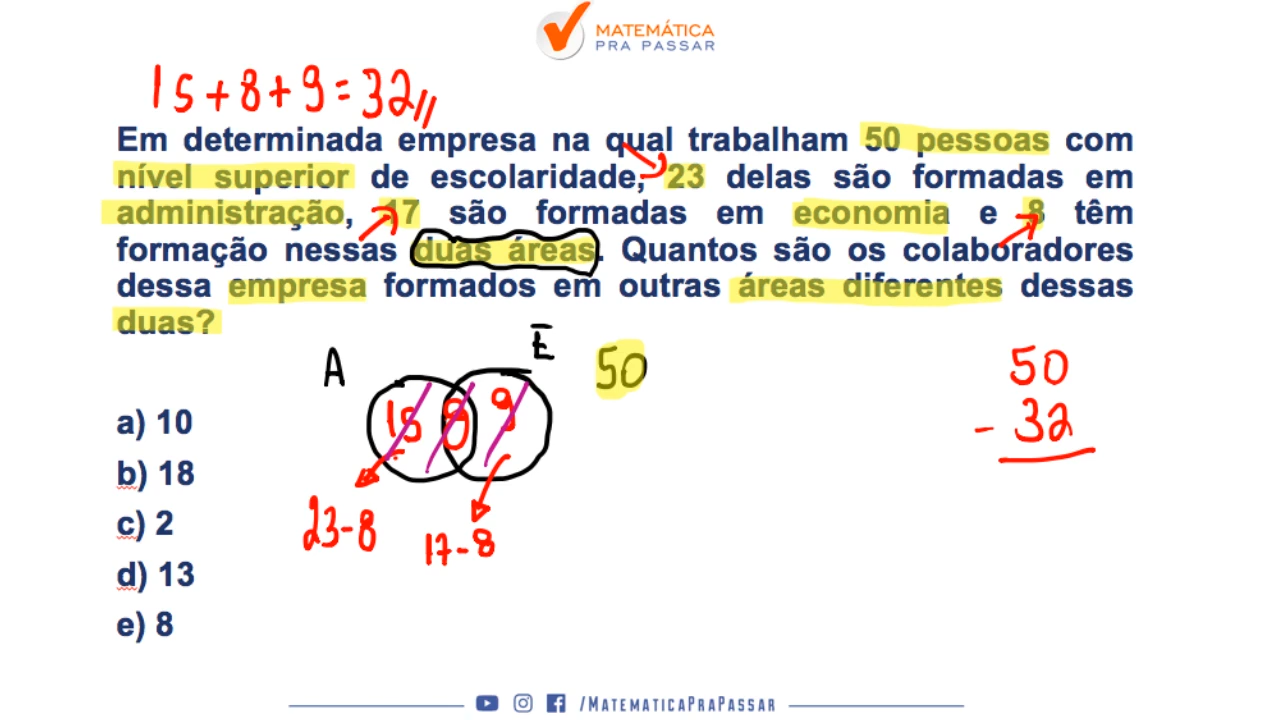 MATEMÁTICA
PRA PASSAR
15+8+9=32//
Em determinada empresa na qual trabalham 50 pessoas com
nível superior de escolaridade, 23 delas são formadas em
administração, 17 são formadas em economia e 8 têm
formação nessas duas áreas. Quantos são os colaboradores
dessa empresa formados em outras áreas diferentes dessas
duas?
A
E
50
15 8 9
23-8
17-8
50
- 32
a) 10
b) 18
c) 2
d) 13
e) 8
/MATEMATICAPRAPASSAR